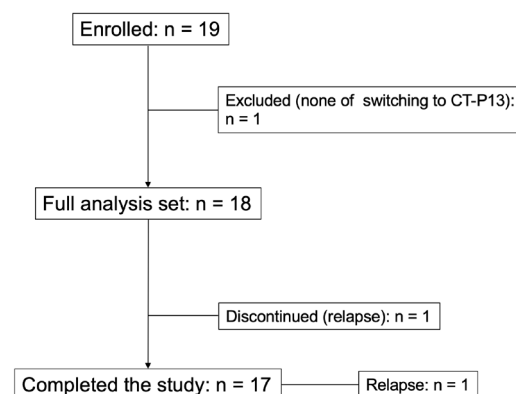 Enrolled: n = 19
Excluded (none of switching to CT-P13):
n = 1
Full analysis set: n = 18
Discontinued (relapse): n = 1
Completed the study: n = 17
Relapse: n = 1